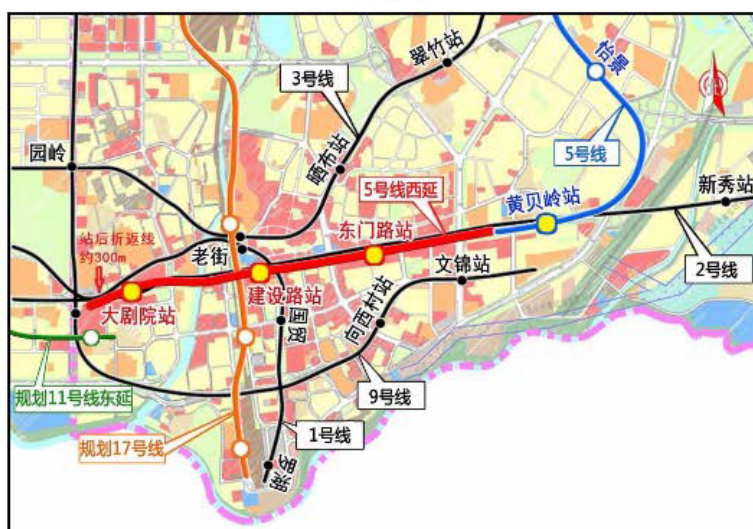 翠竹站
怡景
3号线
园岭
晒布站
5号线
5号线西延
黄贝岭站
新秀站
东门路站
站后折返线
约300m
老街
2号线
文锦站
建设路站
大剧院站
国贸
向西村站
规划11号线东延
9号线
规划17号线
1号线